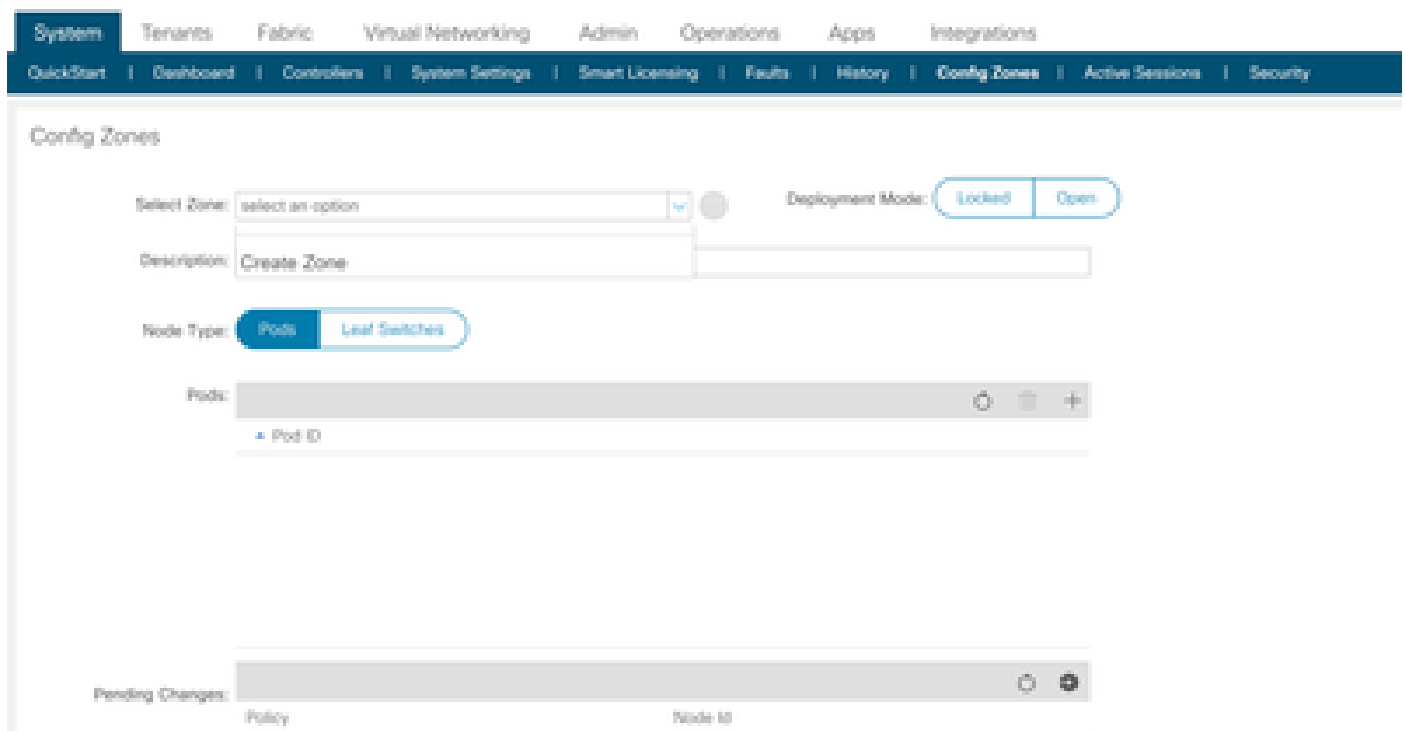 System Tenants Fabric Virtual Networking Admin Operations Apps Integrations
QuickStart | Dashboard | Controllers | System Settings | Smart Licensing | Faults | History | Config Zones | Active Sessions | Security
Config Zones
Select Zone: select an option Deployment Mode: Locked Open
Description: Create Zone
Node Type: Pods Leaf Switches
Pods:
Pod ID
Pending Changes:
Policy Node Id